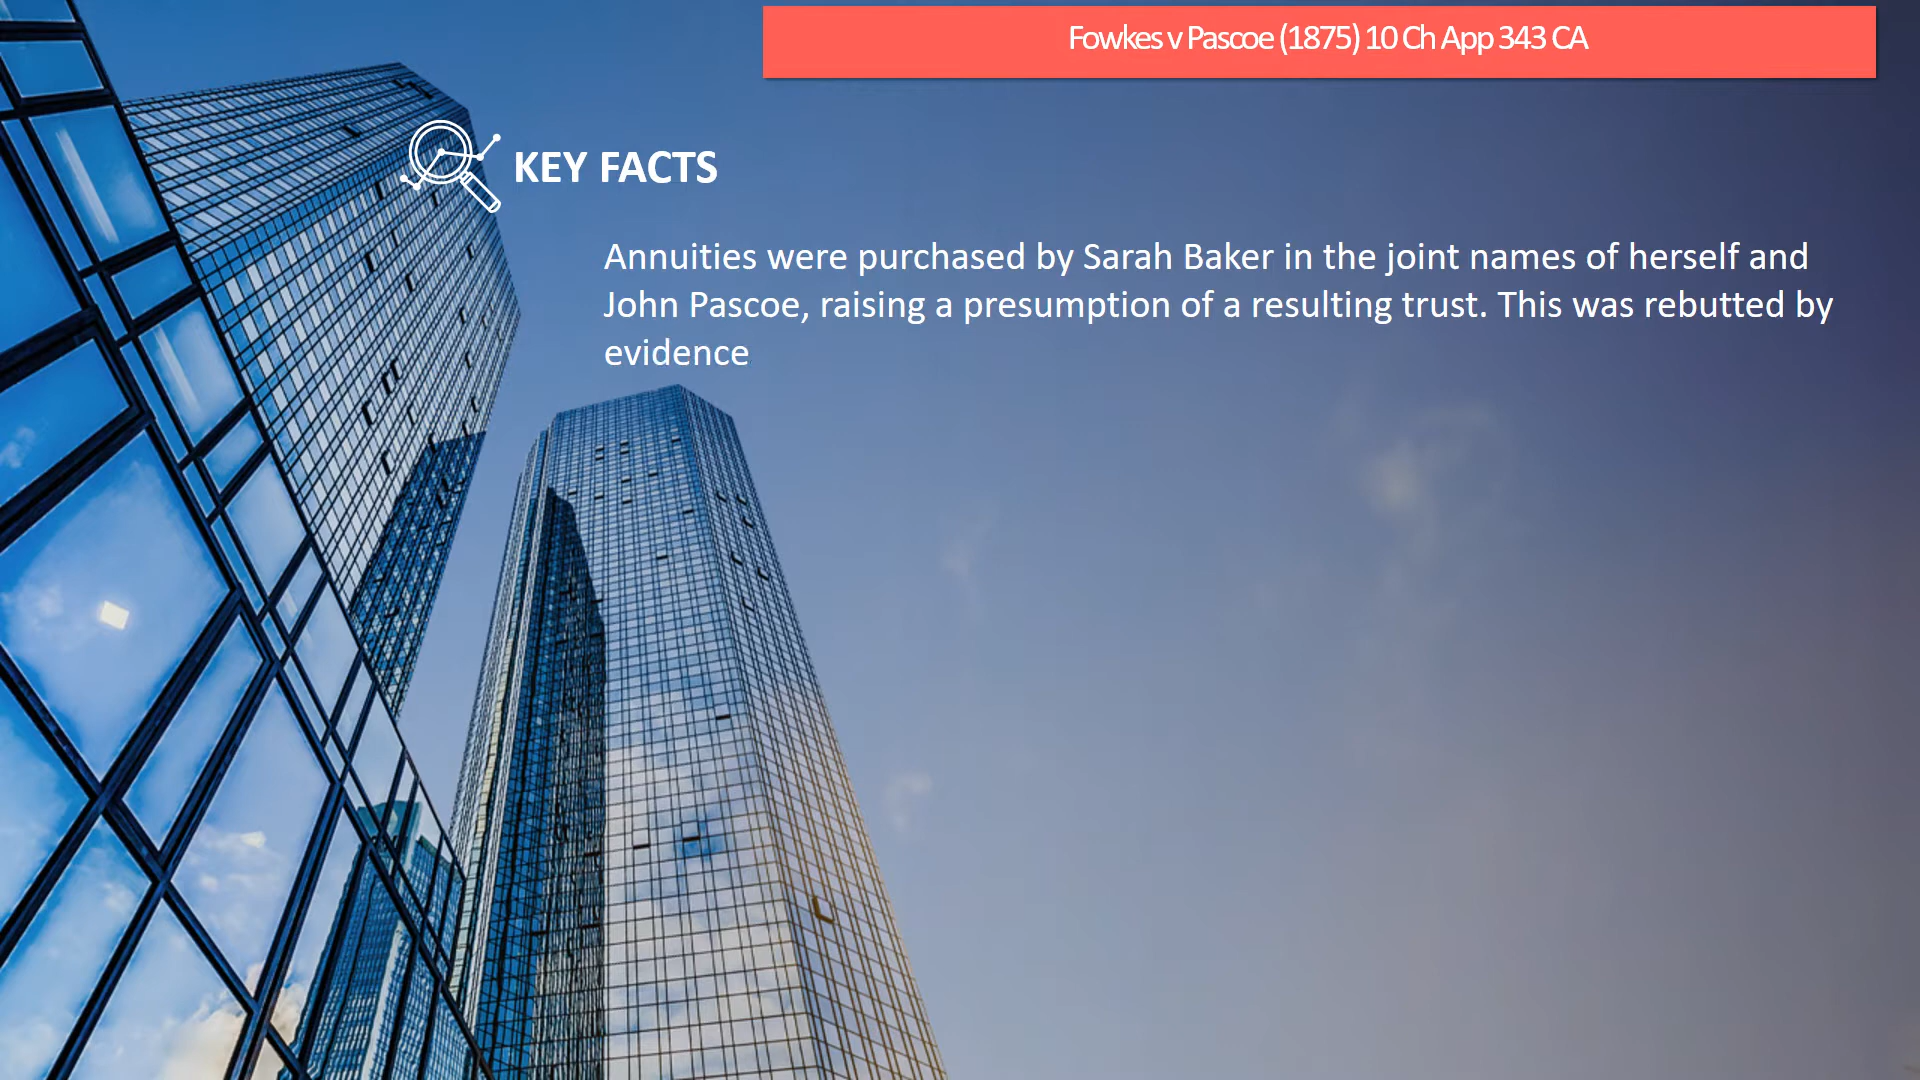 Fowkes v Pascoe (1875) 10 Ch App 343 CA
KEY FACTS
Annuities were purchased by Sarah Baker in the joint names of herself and
John Pascoe, raising a presumption of a resulting trust. This was rebutted by
evidence